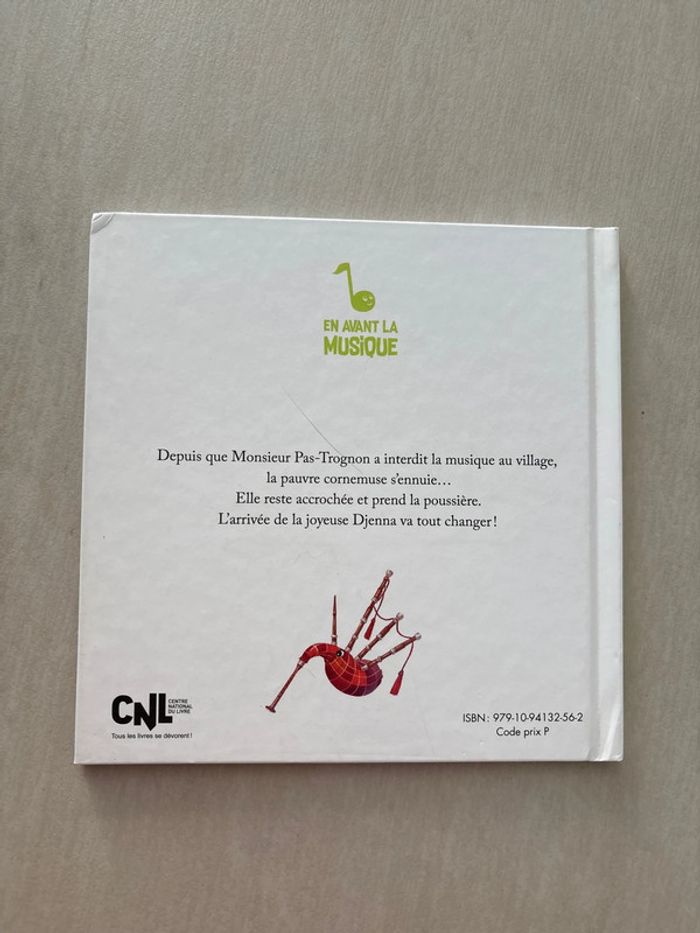 EN AVANT LA
MUSiQUE
Depuis que Monsieur Pas-Trognon a interdit la musique au village,
la pauvre cornemuse s’ennuie…
Elle reste accrochée et prend la poussière.
L’arrivée de la joyeuse Djenna va tout changer !
CNL
CENTRE
NATIONAL
DU LIVRE
Tous les livres se dévorent !
ISBN : 979-10-94132-56-2
Code prix P